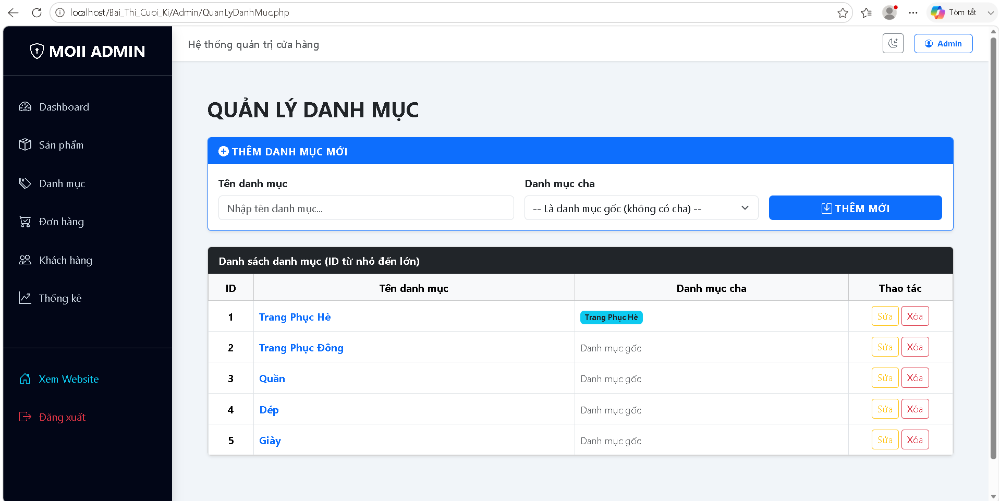 localhost/Bai_Thi_Cuoi_Ki/Admin/QuanLyDanhMuc.php
Tóm tắt
MOII ADMIN
Hệ thống quản trị cửa hàng
Admin
Dashboard
Sản phẩm
Danh mục
Đơn hàng
Khách hàng
Thống kê
Xem Website
Đăng xuất
QUẢN LÝ DANH MỤC
THÊM DANH MỤC MỚI
Tên danh mục Danh mục cha
Nhập tên danh mục... -- Là danh mục gốc (không có cha) -- THÊM MỚI
Danh sách danh mục (ID từ nhỏ đến lớn)
ID Tên danh mục Danh mục cha Thao tác
1 Trang Phục Hè Trang Phục Hè Sửa Xóa
2 Trang Phục Đông Danh mục gốc Sửa Xóa
3 Quần Danh mục gốc Sửa Xóa
4 Dép Danh mục gốc Sửa Xóa
5 Giày Danh mục gốc Sửa Xóa